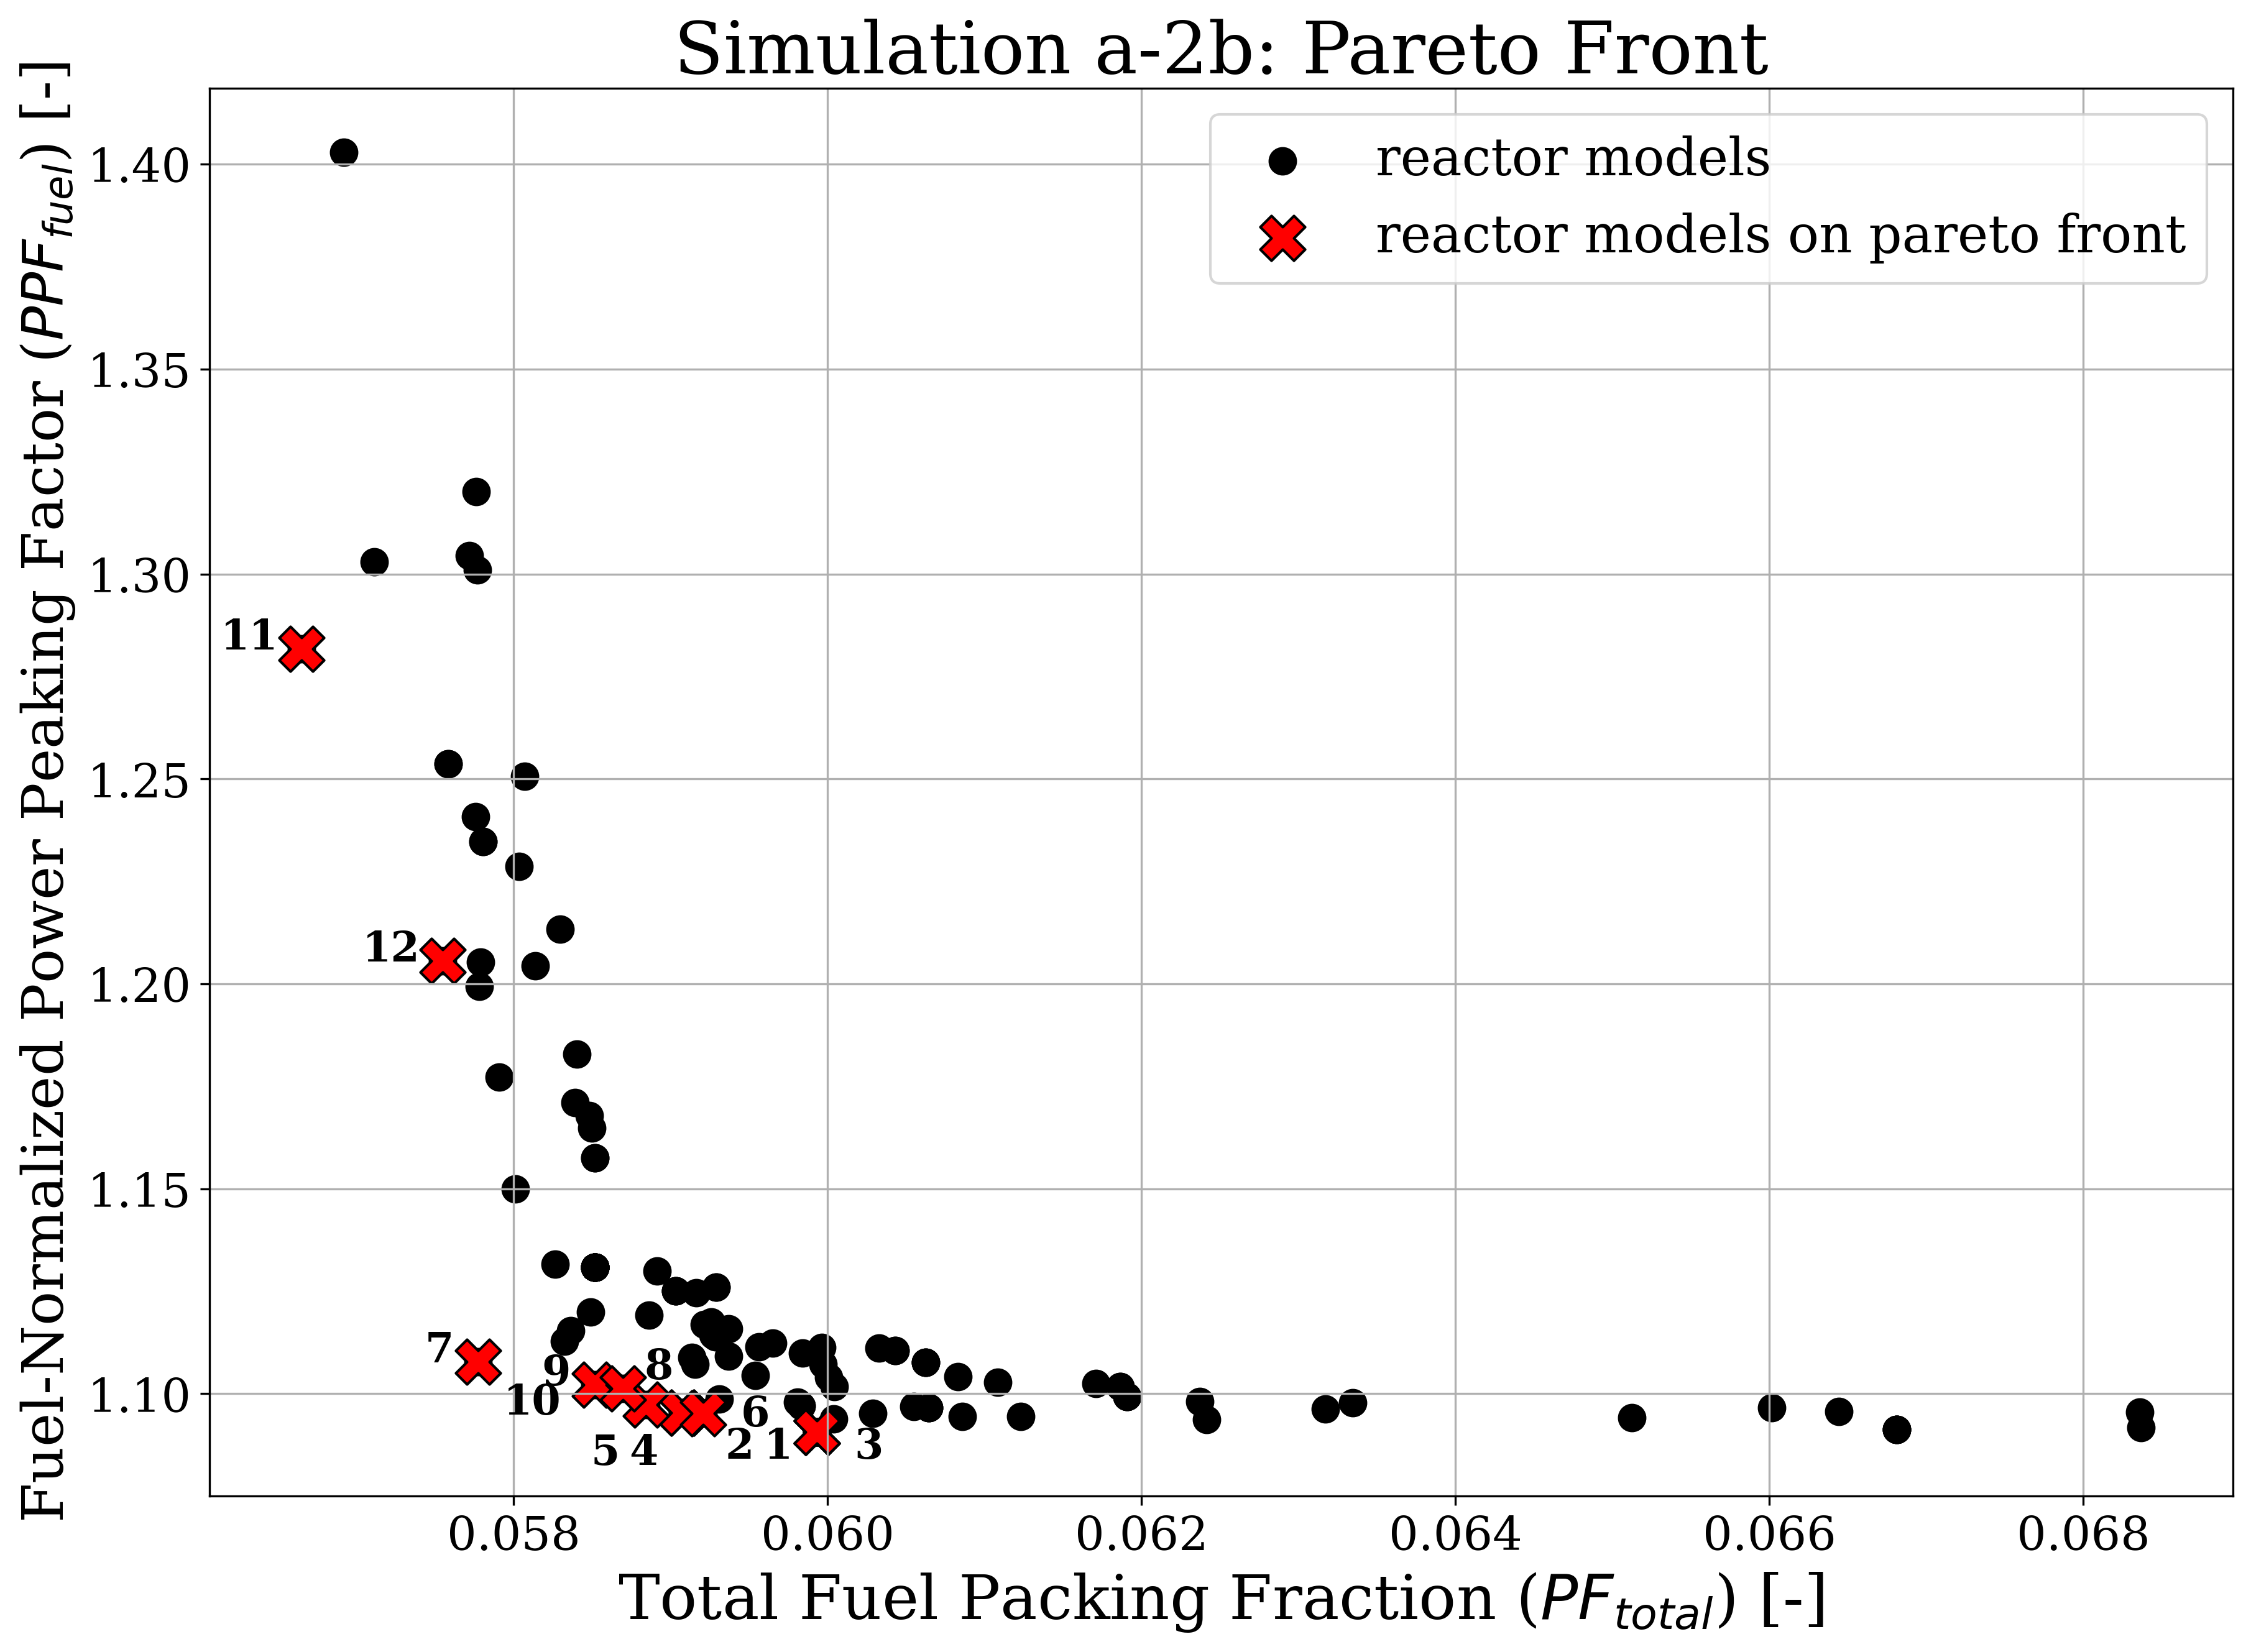 Simulation a-2b: Pareto Front
Fuel-Normalized Power Peaking Factor (PPF_fuel) [-]
1.40
1.35
1.30
1.25
1.20
1.15
1.10
reactor models
reactor models on pareto front
11
12
7
9
8
10
6
5 4
2 1
3
0.058 0.060 0.062 0.064 0.066 0.068
Total Fuel Packing Fraction (PF_total) [-]